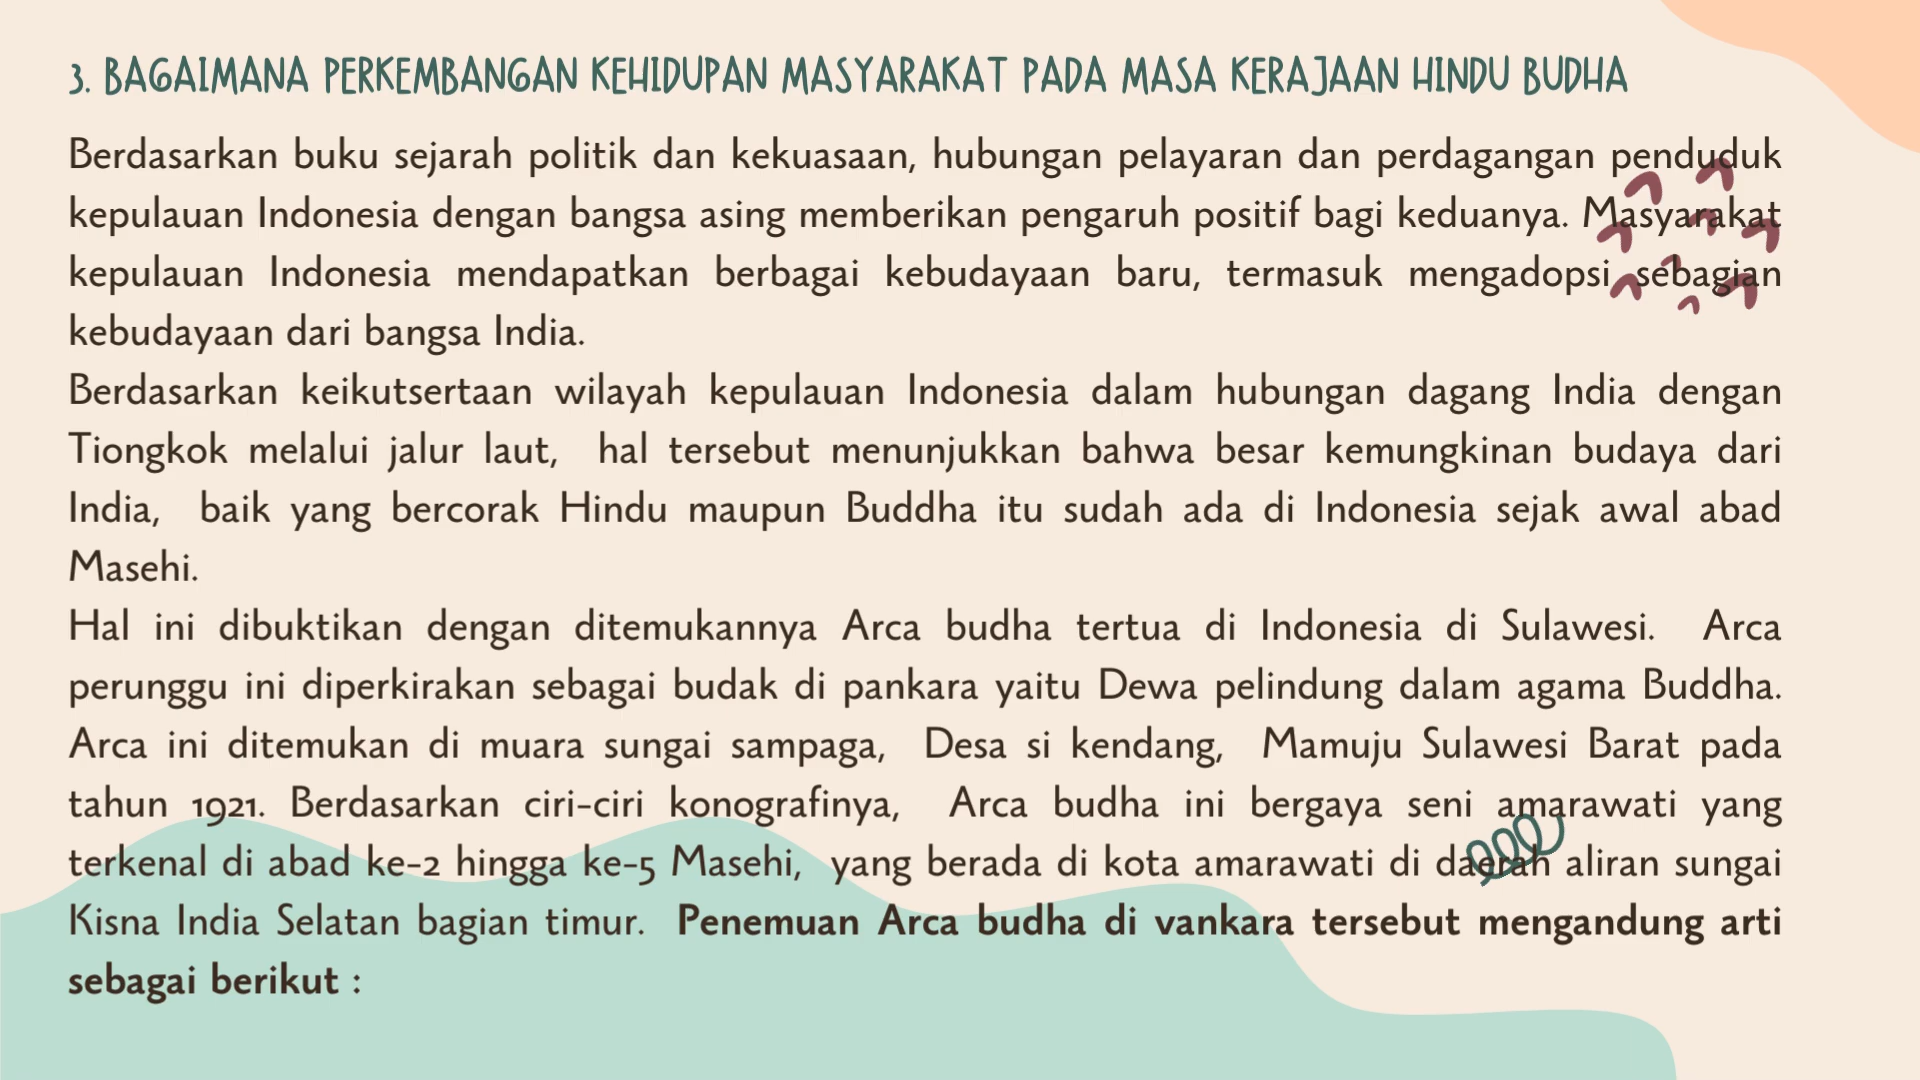 3. BAGAIMANA PERKEMBANGAN KEHIDUPAN MASYARAKAT PADA MASA KERAJAAN HINDU BUDHA
Berdasarkan buku sejarah politik dan kekuasaan, hubungan pelayaran dan perdagangan penduduk
kepulauan Indonesia dengan bangsa asing memberikan pengaruh positif bagi keduanya. Masyarakat
kepulauan Indonesia mendapatkan berbagai kebudayaan baru, termasuk mengadopsi sebagian
kebudayaan dari bangsa India.
Berdasarkan keikutsertaan wilayah kepulauan Indonesia dalam hubungan dagang India dengan
Tiongkok melalui jalur laut, hal tersebut menunjukkan bahwa besar kemungkinan budaya dari
India, baik yang bercorak Hindu maupun Buddha itu sudah ada di Indonesia sejak awal abad
Masehi.
Hal ini dibuktikan dengan ditemukannya Arca budha tertua di Indonesia di Sulawesi. Arca
perunggu ini diperkirakan sebagai budak di pankara yaitu Dewa pelindung dalam agama Buddha.
Arca ini ditemukan di muara sungai sampaga, Desa si kendang, Mamuju Sulawesi Barat pada
tahun 1921. Berdasarkan ciri-ciri konografinya, Arca budha ini bergaya seni amarawati yang
terkenal di abad ke-2 hingga ke-5 Masehi, yang berada di kota amarawati di daerah aliran sungai
Kisna India Selatan bagian timur. Penemuan Arca budha di vankara tersebut mengandung arti
sebagai berikut :